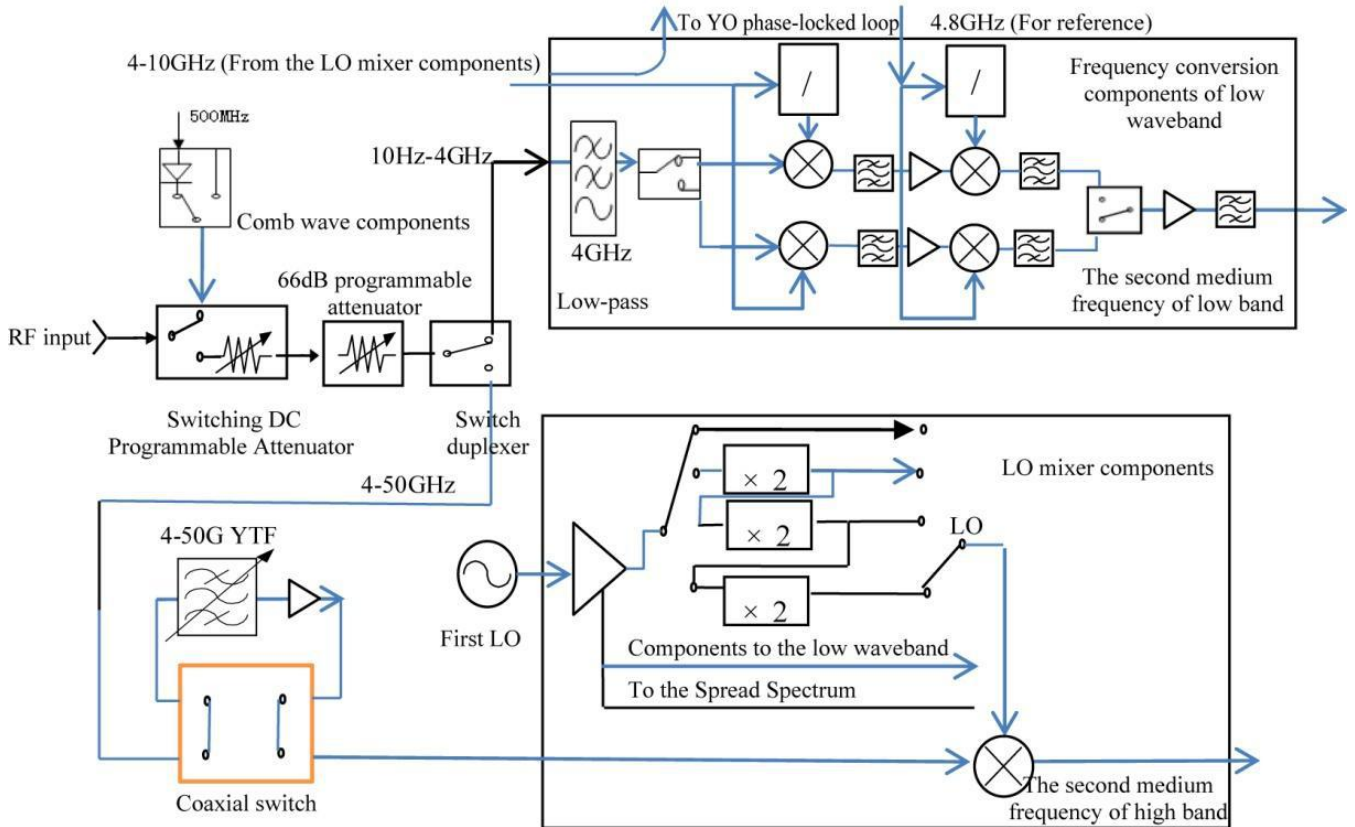 To YO phase-locked loop
4.8GHz (For reference)
4-10GHz (From the LO mixer components)
/
/
Frequency conversion
components of low
waveband
500MHz
10Hz-4GHz
Comb wave components
4GHz
66dB programmable
attenuator
Low-pass
The second medium
frequency of low band
RF input
Switching DC
Programmable Attenuator
Switch
duplexer
4-50GHz
LO mixer components
× 2
× 2
× 2
LO
4-50G YTF
First LO
Components to the low waveband
To the Spread Spectrum
Coaxial switch
The second medium
frequency of high band